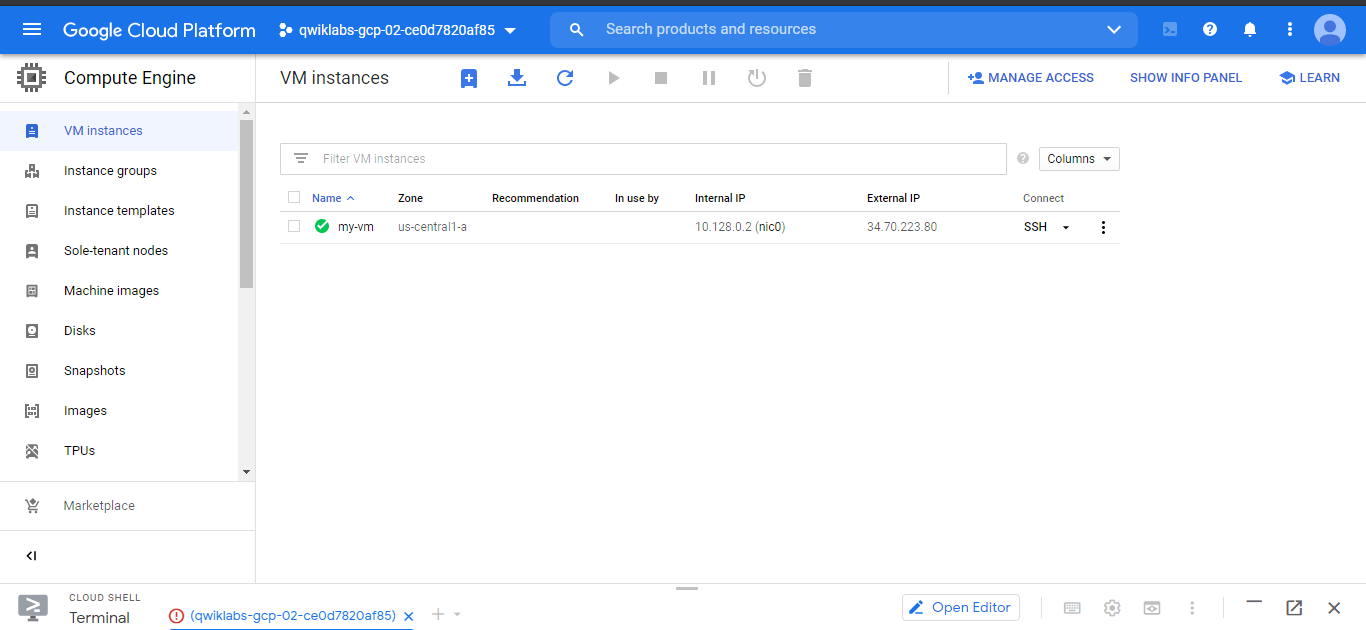 Google Cloud Platform
qwiklabs-gcp-02-ce0d7820af85
Search products and resources
Compute Engine
VM instances
MANAGE ACCESS
SHOW INFO PANEL
LEARN
VM instances
Instance groups
Instance templates
Sole-tenant nodes
Machine images
Disks
Snapshots
Images
TPUs
Marketplace
Filter VM instances
Columns
Name Zone Recommendation In use by Internal IP External IP Connect
my-vm us-central1-a 10.128.0.2 (nic0) 34.70.223.80 SSH
CLOUD SHELL
Terminal
(qwiklabs-gcp-02-ce0d7820af85)
Open Editor